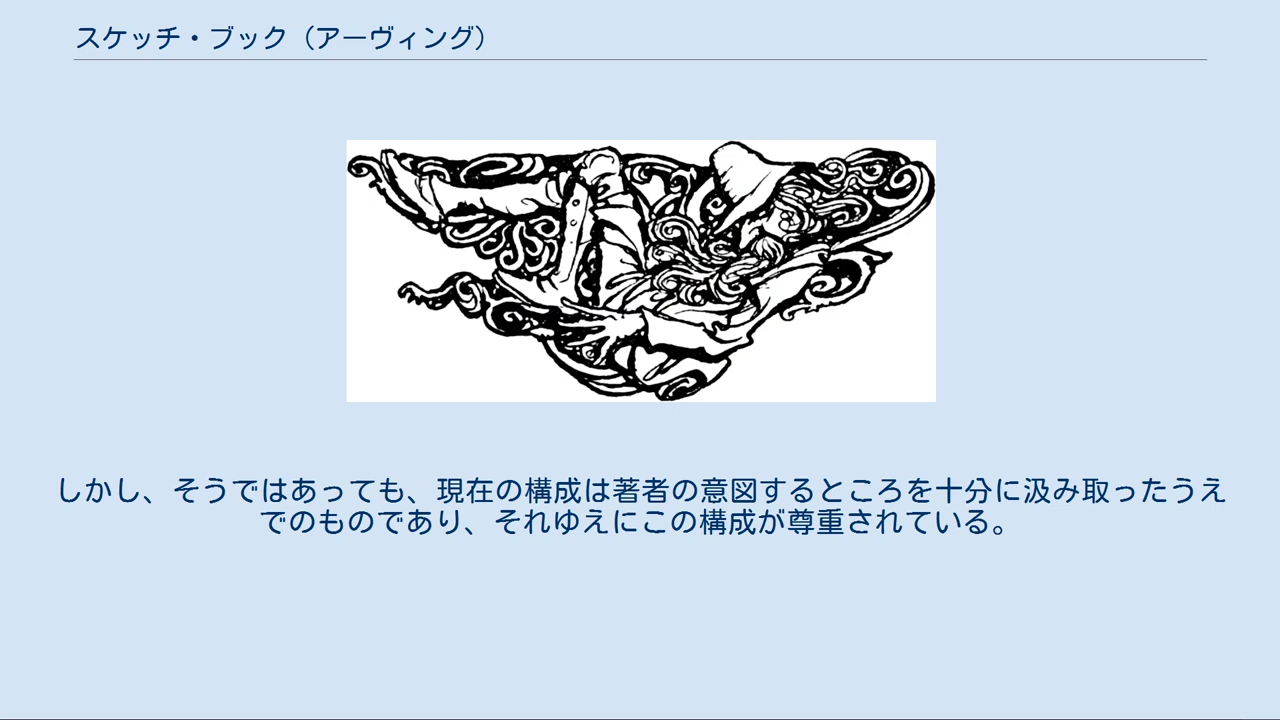 スケッチ・ブック（アーヴィング）
しかし、そうではあっても、現在の構成は著者の意図するところを十分に汲み取ったうえ
でのものであり、それゆえにこの構成が尊重されている。